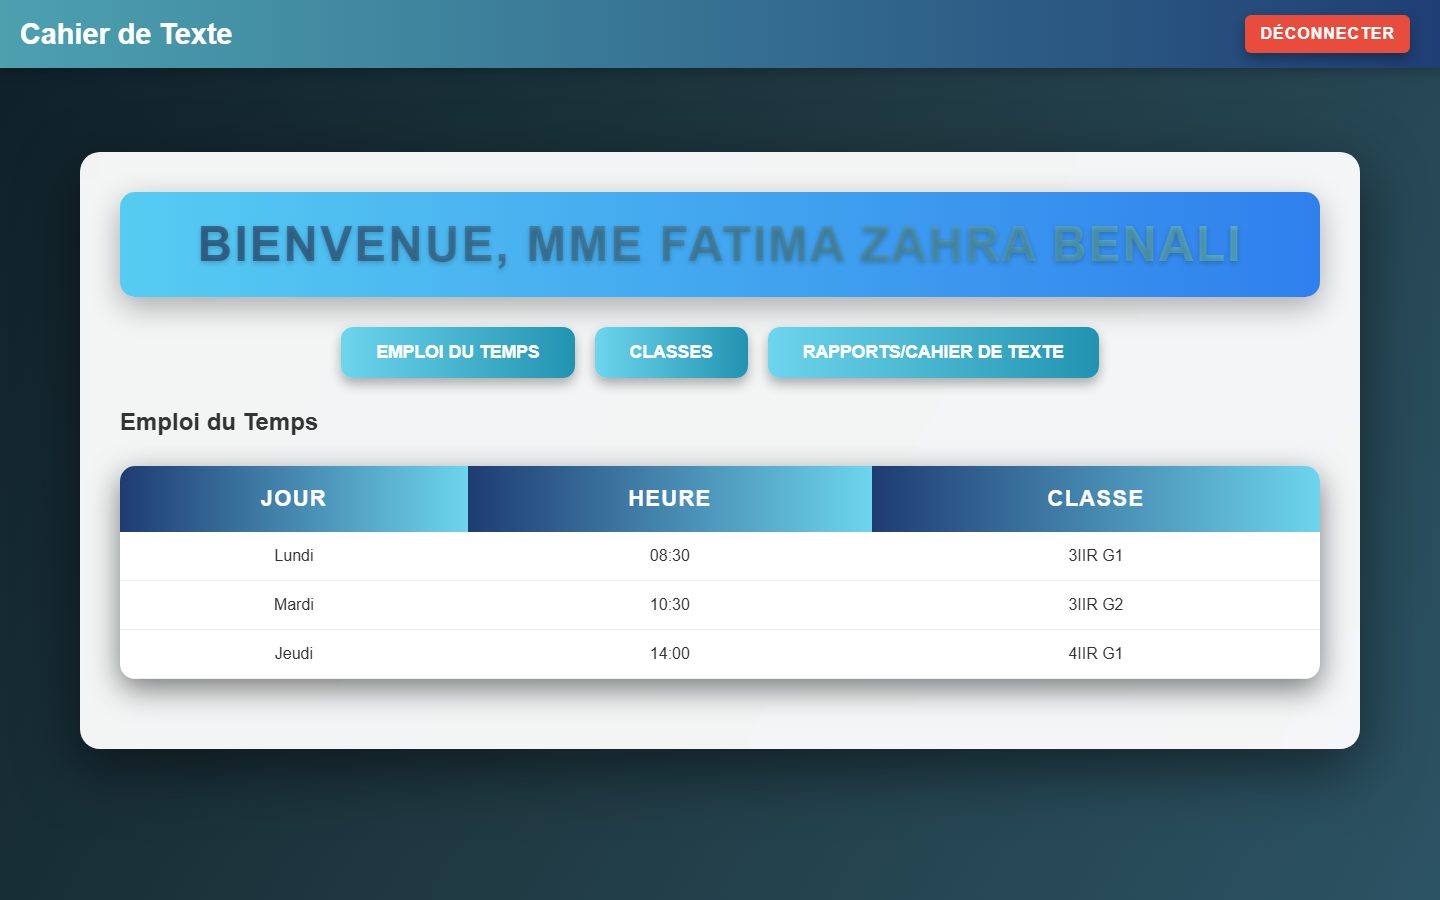 Cahier de Texte
DÉCONNECTER
BIENVENUE, MME FATIMA ZAHRA BENALI
EMPLOI DU TEMPS
CLASSES
RAPPORTS/CAHIER DE TEXTE
Emploi du Temps
JOUR HEURE CLASSE
Lundi 08:30 3IIR G1
Mardi 10:30 3IIR G2
Jeudi 14:00 4IIR G1